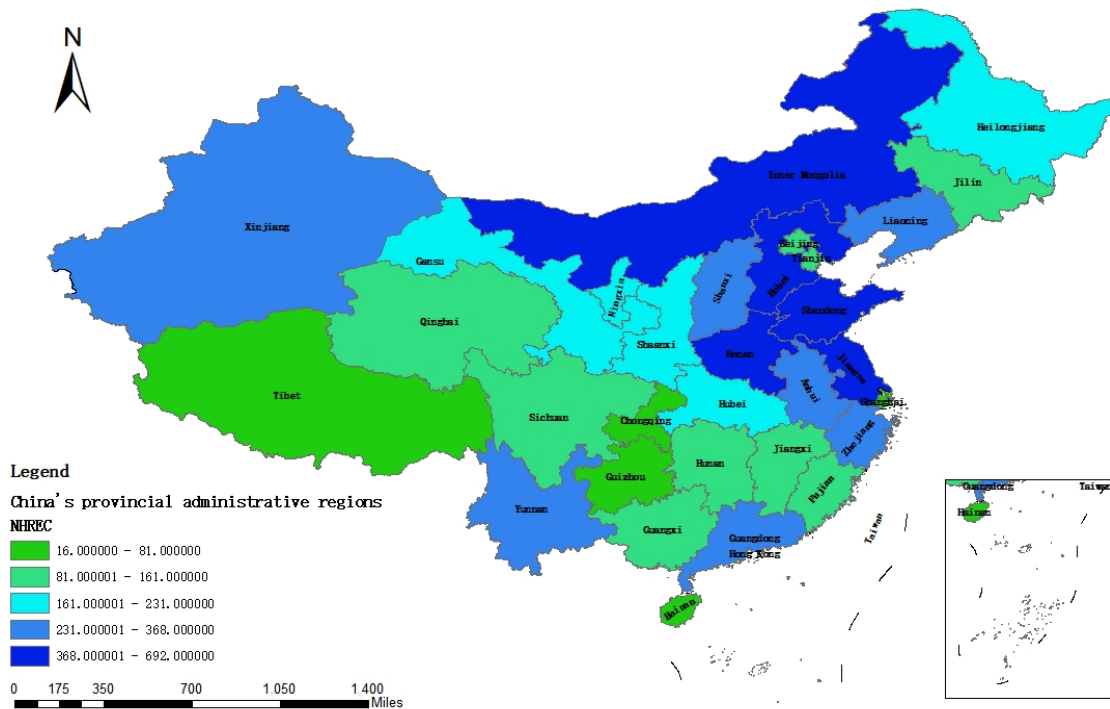 N
Heilongjiang
Jilin
Inner Mongolia
Liaoning
Xinjiang
Beijing
Tianjin
Gansu
Hebei
Shanxi
Ningxia
Shandong
Qinghai
Shaanxi
Henan
Jiangsu
Tibet
Anhui
Shanghai
Hubei
Sichuan
Chongqing
Zhejiang
Jiangxi
Hunan
Guizhou
Fujian
Yunnan
Guangxi
Taiwan
Guangdong
Hong Kong
Hainan
Guangdong
Taiwan
Hainan
Legend
China's provincial administrative regions
NHREC
16.000000 - 81.000000
81.000001 - 161.000000
161.000001 - 231.000000
231.000001 - 368.000000
368.000001 - 692.000000
0 175 350 700 1.050 1.400
Miles